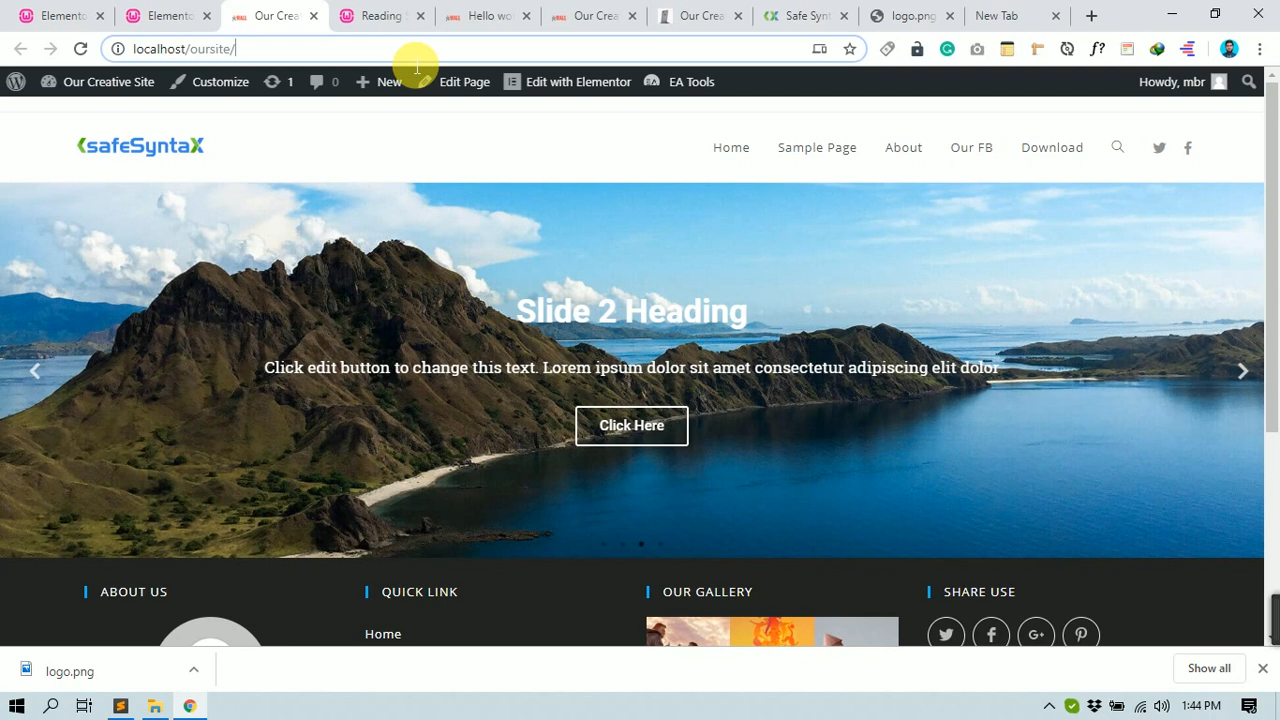 Elemento
Elemento
Our Crea
Reading
Hello wo
Our Crea
Our Crea
Safe Syn
logo.png
New Tab
localhost/oursite/
Our Creative Site
Customize
1
0
New
Edit Page
Edit with Elementor
EA Tools
Howdy, mbr
safeSyntaX
Home
Sample Page
About
Our FB
Download
Slide 2 Heading
Click edit button to change this text. Lorem ipsum dolor sit amet consectetur adipiscing elit dolor
Click Here
ABOUT US
QUICK LINK
OUR GALLERY
SHARE USE
Home
logo.png
Show all
1:44 PM